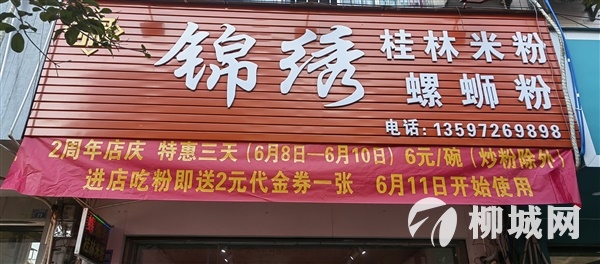 锦绣
桂林米粉
螺蛳粉
电话:13597269898
2周年店庆 特惠三天(6月8日—6月10日)6元/碗(炒粉除外)
进店吃粉即送2元代金券一张 6月11日开始使用
柳城网